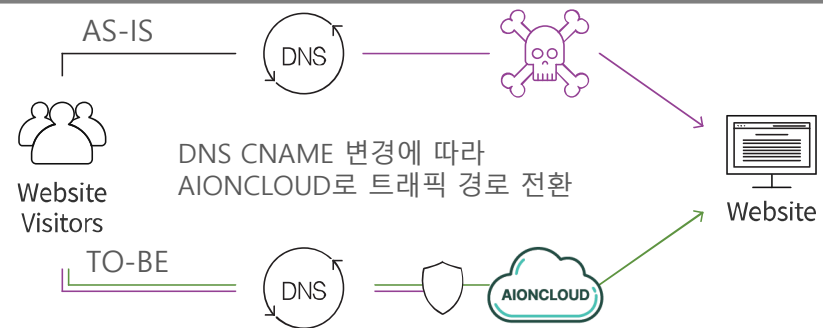 AS-IS
DNS
DNS CNAME 변경에 따라
AIONCLOUD로 트래픽 경로 전환
Website
Visitors
Website
TO-BE
DNS
AIONCLOUD